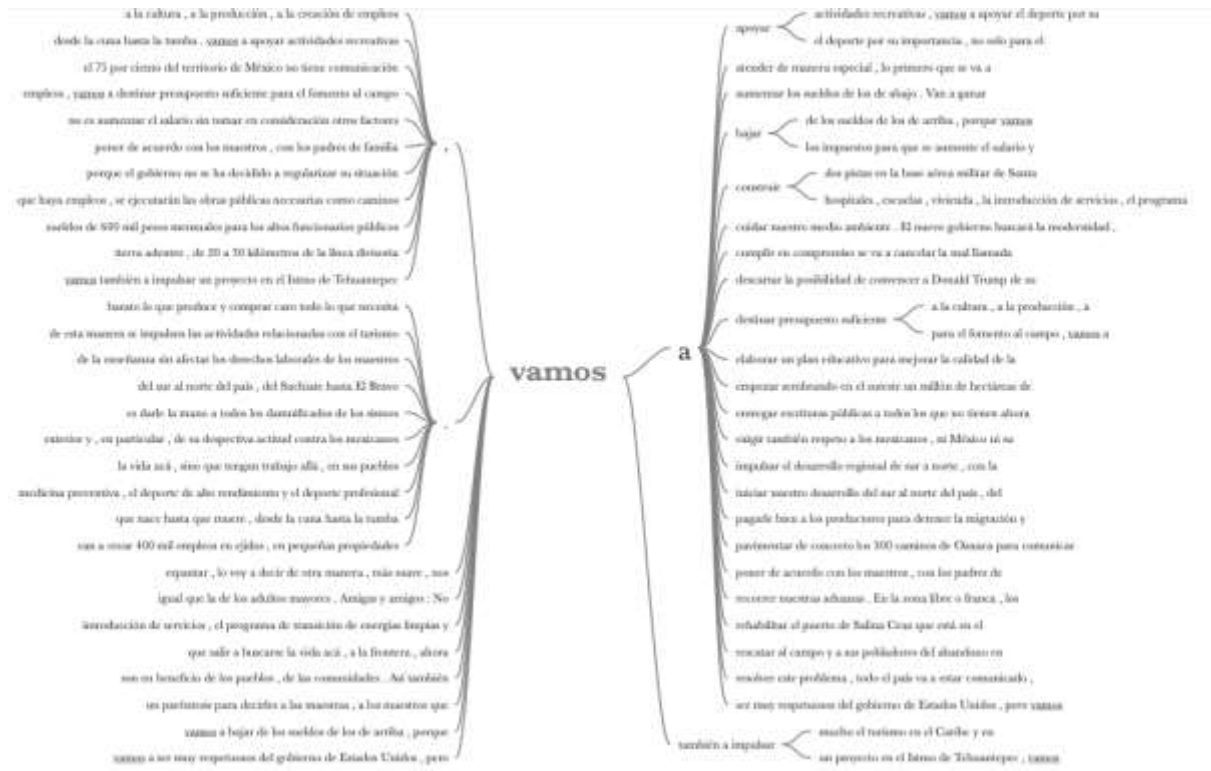 a la cultura , a la producción , a la creación de empleos
desde la cuna hasta la tumba , vamos a apoyar actividades recreativas
el 75 por ciento del territorio de México no tiene comunicación
empleos , vamos a destinar presupuesto suficiente para el fomento al campo
no es aumentar el salario sin tomar en consideración otros factores
poner de acuerdo con los maestros , con los padres de familia
porque el gobierno no se ha decidido a regularizar su situación
que haya empleos , se ejecutarán las obras públicas necesarias como caminos
sueldos de 600 mil pesos mensuales para los altos funcionarios públicos
tierra adentro , de 20 a 30 kilómetros de la línea divisoria
vamos también a impulsar un proyecto en el Istmo de Tehuantepec
,
barato lo que produce y comprar caro todo lo que necesita
de esta manera se impulsan las actividades relacionadas con el turismo
de la enseñanza sin afectar los derechos laborales de los maestros
del sur al norte del país , del Suchiate hasta El Bravo
es darle la mano a todos los damnificados de los sismos
exterior y , en particular , de su despectiva actitud contra los mexicanos
la vida acá , sino que tengan trabajo allá , en sus pueblos
medicina preventiva , el deporte de alto rendimiento y el deporte profesional
que nace hasta que muere , desde la cuna hasta la tumba
van a crear 400 mil empleos en ejidos , en pequeñas propiedades
.
espantar , lo voy a decir de otra manera , más suave , nos
igual que la de los adultos mayores . Amigas y amigos : No
introducción de servicios , el programa de transición de energías limpias y
que salir a buscarse la vida acá , a la frontera , ahora
son en beneficio de los pueblos , de las comunidades . Así también
un paréntesis para decirles a las maestras , a los maestros que
vamos a bajar de los sueldos de los de arriba , porque
vamos a ser muy respetuosos del gobierno de Estados Unidos , pero
vamos
a
apoyar
actividades recreativas , vamos a apoyar el deporte por su
el deporte por su importancia , no solo para el
atender de manera especial , lo primero que se va a
aumentar los sueldos de los de abajo . Van a ganar
bajar
de los sueldos de los de arriba , porque vamos
los impuestos para que se aumente el salario y
construir
dos pistas en la base aérea militar de Santa
hospitales , escuelas , vivienda , la introducción de servicios , el programa
cuidar nuestro medio ambiente . El nuevo gobierno buscará la modernidad ,
cumplir en compromiso se va a cancelar la mal llamada
descartar la posibilidad de convencer a Donald Trump de su
destinar presupuesto suficiente
a la cultura , a la producción , a
para el fomento al campo , vamos a
elaborar un plan educativo para mejorar la calidad de la
empezar sembrando en el sureste un millón de hectáreas de
entregar escrituras públicas a todos los que no tienen ahora
exigir también respeto a los mexicanos , ni México ni su
impulsar el desarrollo regional de sur a norte , con la
iniciar nuestro desarrollo del sur al norte del país , del
pagarle bien a los productores para detener la migración y
pavimentar de concreto los 300 caminos de Oaxaca para comunicar
poner de acuerdo con los maestros , con los padres de
recorrer nuestras aduanas . En la zona libre o franca , los
rehabilitar el puerto de Salina Cruz que está en el
rescatar al campo y a sus pobladores del abandono en
resolver este problema , todo el país va a estar comunicado ,
ser muy respetuosos del gobierno de Estados Unidos , pero vamos
también a impulsar
mucho el turismo en el Caribe y en
un proyecto en el Istmo de Tehuantepec , vamos